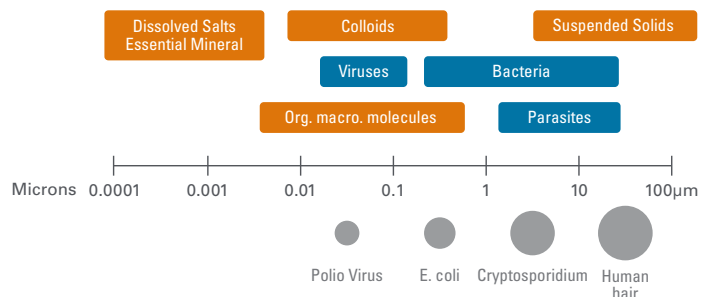 Dissolved Salts
Essential Mineral
Colloids
Suspended Solids
Viruses
Bacteria
Org. macro. molecules
Parasites
Microns 0.0001 0.001 0.01 0.1 1 10 100µm
Polio Virus
E. coli
Cryptosporidium
Human
hair